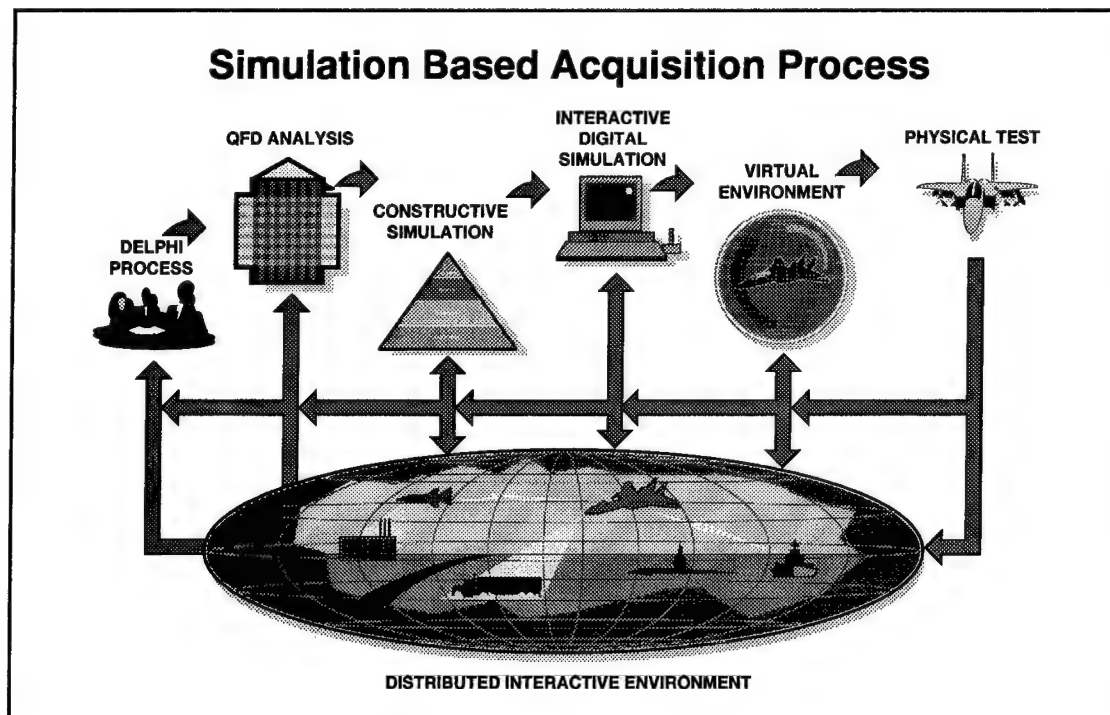 Simulation Based Acquisition Process
DELPHI
PROCESS
QFD ANALYSIS
CONSTRUCTIVE
SIMULATION
INTERACTIVE
DIGITAL
SIMULATION
VIRTUAL
ENVIRONMENT
PHYSICAL TEST
DISTRIBUTED INTERACTIVE ENVIRONMENT